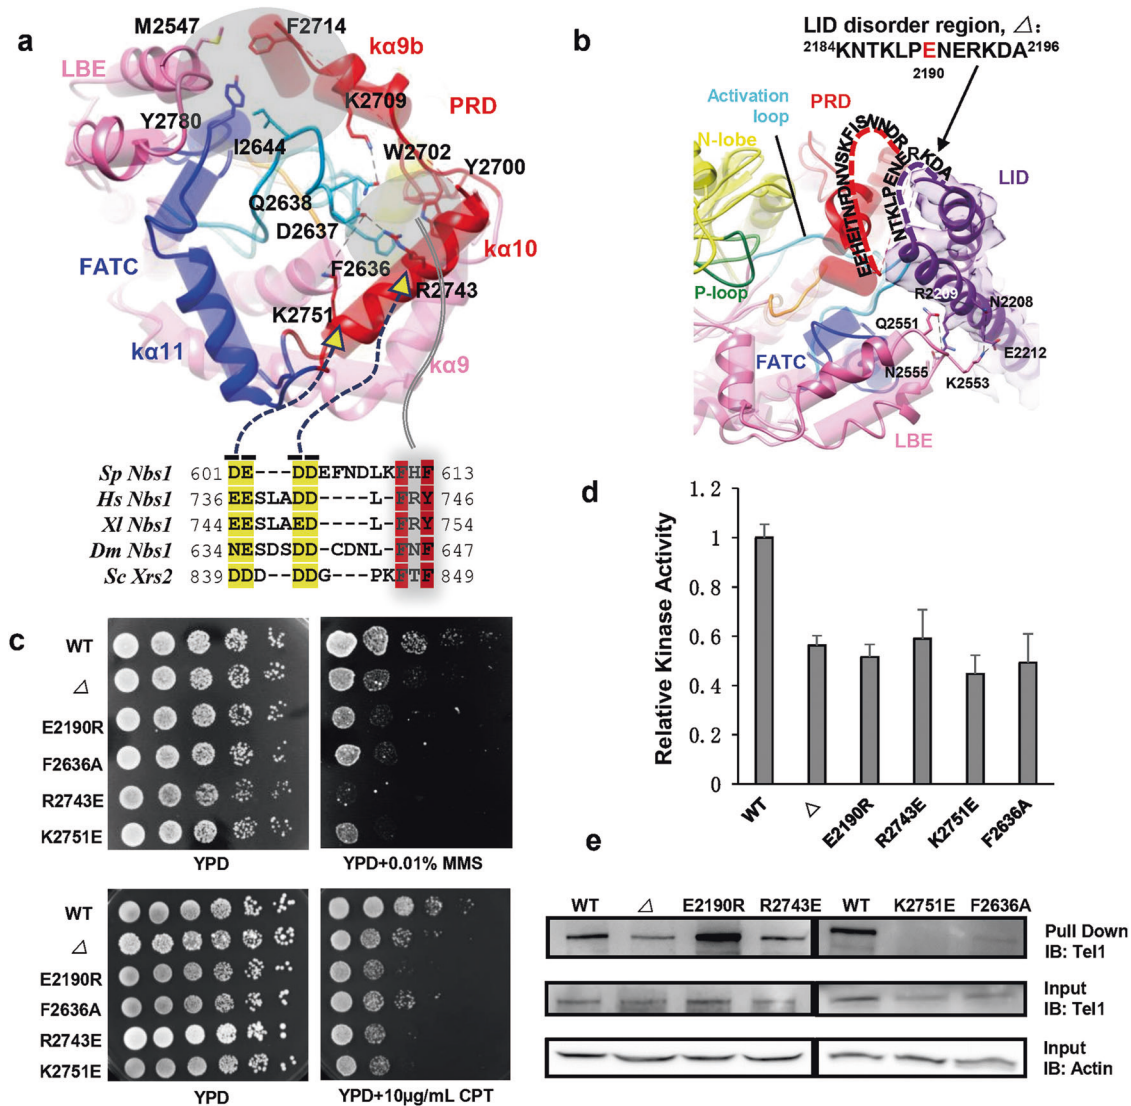 a
M2547
F2714
kα9b
LBE
K2709
PRD
Y2780
I2644
W2702
Y2700
Q2638
D2637
kα10
FATC
F2636
R2743
K2751
kα11
kα9
Sp Nbs1 601 DE---DDEFNDLKFHF 613
Hs Nbs1 736 EESLADD----L-FRY 746
Xl Nbs1 744 EESLAED----L-FRY 754
Dm Nbs1 634 NESDSDD-CDNL-FNF 647
Sc Xrs2 839 DDD--DDG---PKFTF 849
b
LID disorder region, △:
2184KNTKLPENERKDA2196
2190
Activation
loop
PRD
N-lobe
EEHEITNFDNVSKFISNNDR
NTKLPENERKDA
LID
P-loop
R2209
N2208
Q2551
E2212
FATC
N2555
K2553
LBE
c
WT
△
E2190R
F2636A
R2743E
K2751E
YPD
YPD+0.01% MMS
WT
△
E2190R
F2636A
R2743E
K2751E
YPD
YPD+10μg/mL CPT
d
Relative Kinase Activity
1.2
1
0.8
0.6
0.4
0.2
0
WT
△
E2190R
R2743E
K2751E
F2636A
e
WT △ E2190R R2743E WT K2751E F2636A
Pull Down
IB: Tel1
Input
IB: Tel1
Input
IB: Actin